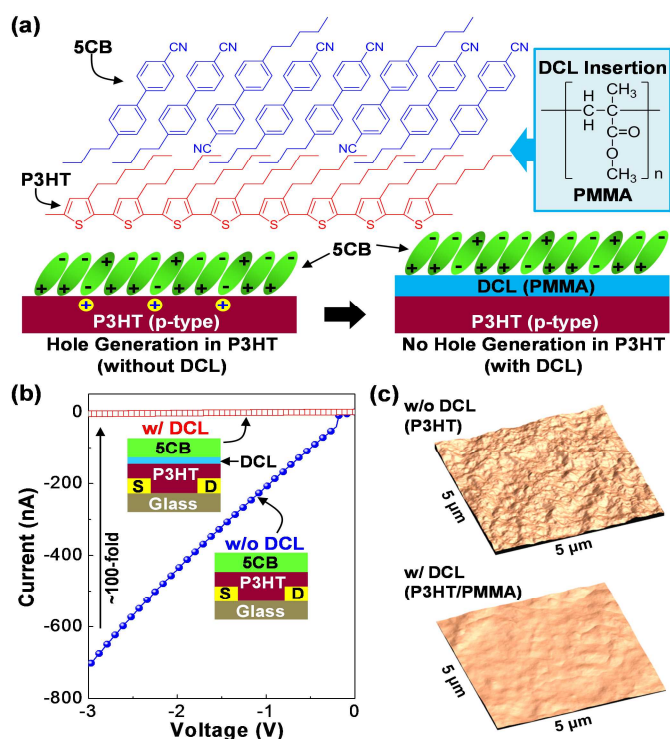 (a)
5CB
CN
CN
CN
CN
CN
CN
CN
CN
NC
NC
P3HT
S
S
S
S
S
S
S
DCL Insertion
H
C
H
CH3
C
C
O
O
CH3
n
PMMA
5CB
- - + - - + - - + - -
+ + - + + - + + - + +
+ + +
P3HT (p-type)
Hole Generation in P3HT
(without DCL)
- - + - - + - - + - -
+ + - + + - + + - + +
DCL (PMMA)
P3HT (p-type)
No Hole Generation in P3HT
(with DCL)
(b)
Current (nA)
0
-200
-400
-600
-800
-3
-2
-1
0
Voltage (V)
~100-fold
w/ DCL
5CB
DCL
P3HT
S D
Glass
w/o DCL
5CB
P3HT
S D
Glass
(c)
w/o DCL
(P3HT)
5 µm
5 µm
w/ DCL
(P3HT/PMMA)
5 µm
5 µm